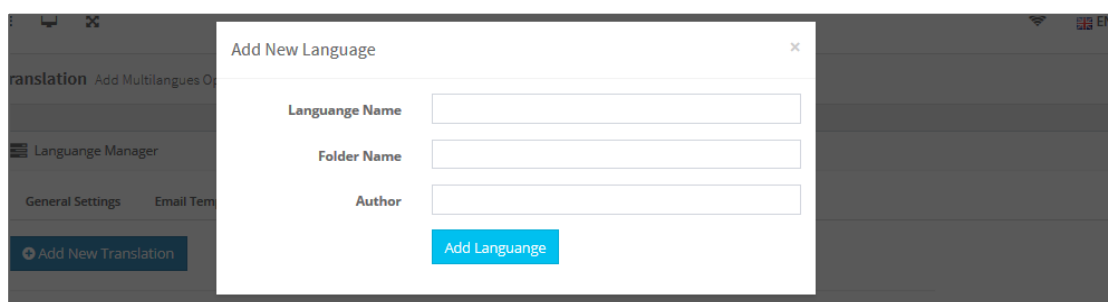 EN
Add New Language ×
ranslation Add Multilangues Op
Languange Name
Languange Manager
Folder Name
General Settings Email Tem
Author
Add New Translation
Add Languange